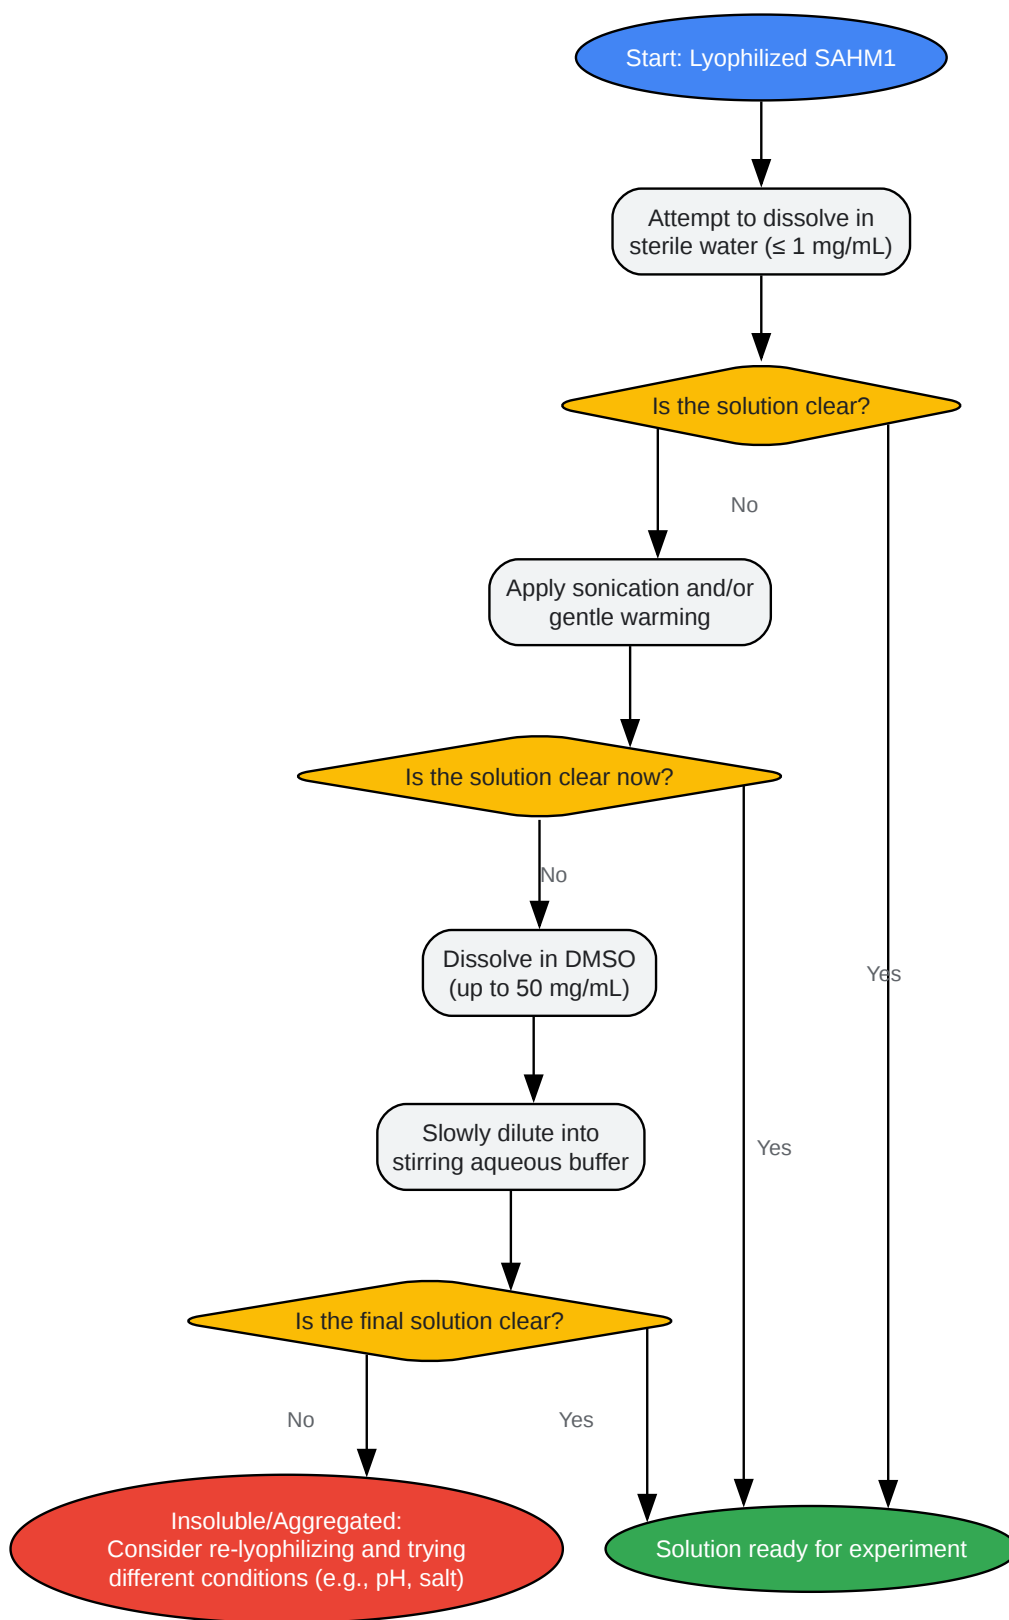 Start: Lyophilized SAHM1
Attempt to dissolve in
sterile water (≤ 1 mg/mL)
Is the solution clear?
No
Apply sonication and/or
gentle warming
Is the solution clear now?
No
Dissolve in DMSO
(up to 50 mg/mL)
Yes
Slowly dilute into
stirring aqueous buffer
Yes
Is the final solution clear?
No
Yes
Insoluble/Aggregated:
Consider re-lyophilizing and trying
different conditions (e.g., pH, salt)
Solution ready for experiment